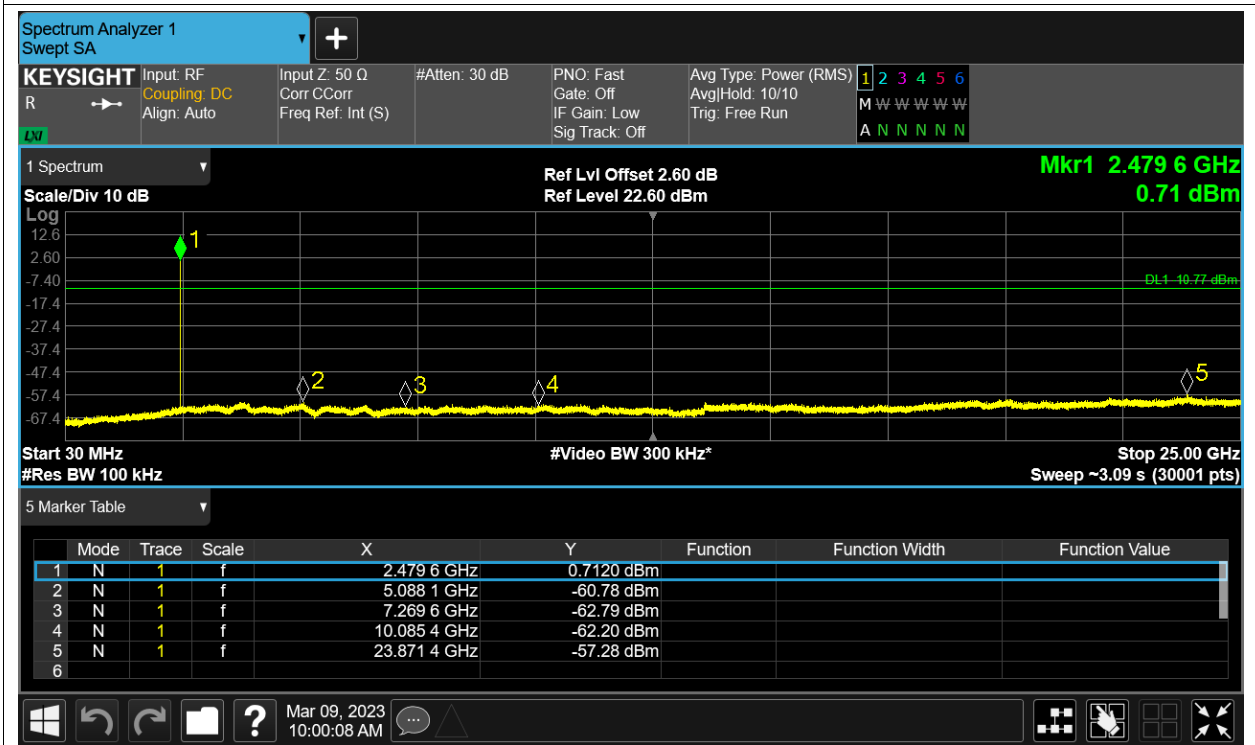 Spectrum Analyzer 1
Swept SA
+
KEYSIGHT
R
LXI
Input: RF
Coupling: DC
Align: Auto
Input Z: 50 Ω
Corr CCorr
Freq Ref: Int (S)
#Atten: 30 dB
PNO: Fast
Gate: Off
IF Gain: Low
Sig Track: Off
Avg Type: Power (RMS)
Avg|Hold: 10/10
Trig: Free Run
1 2 3 4 5 6
M W W W W W
A N N N N N
1 Spectrum
Scale/Div 10 dB
Ref Lvl Offset 2.60 dB
Ref Level 22.60 dBm
Mkr1 2.479 6 GHz
0.71 dBm
Log
12.6
2.60
-7.40
-17.4
-27.4
-37.4
-47.4
-57.4
-67.4
1
2
3
4
5
DL1 -10.77 dBm
Start 30 MHz
#Res BW 100 kHz
#Video BW 300 kHz*
Stop 25.00 GHz
Sweep ~3.09 s (30001 pts)
5 Marker Table
Mode Trace Scale X Y Function Function Width Function Value
1 N 1 f 2.479 6 GHz 0.7120 dBm
2 N 1 f 5.088 1 GHz -60.78 dBm
3 N 1 f 7.269 6 GHz -62.79 dBm
4 N 1 f 10.085 4 GHz -62.20 dBm
5 N 1 f 23.871 4 GHz -57.28 dBm
6
?
Mar 09, 2023
10:00:08 AM